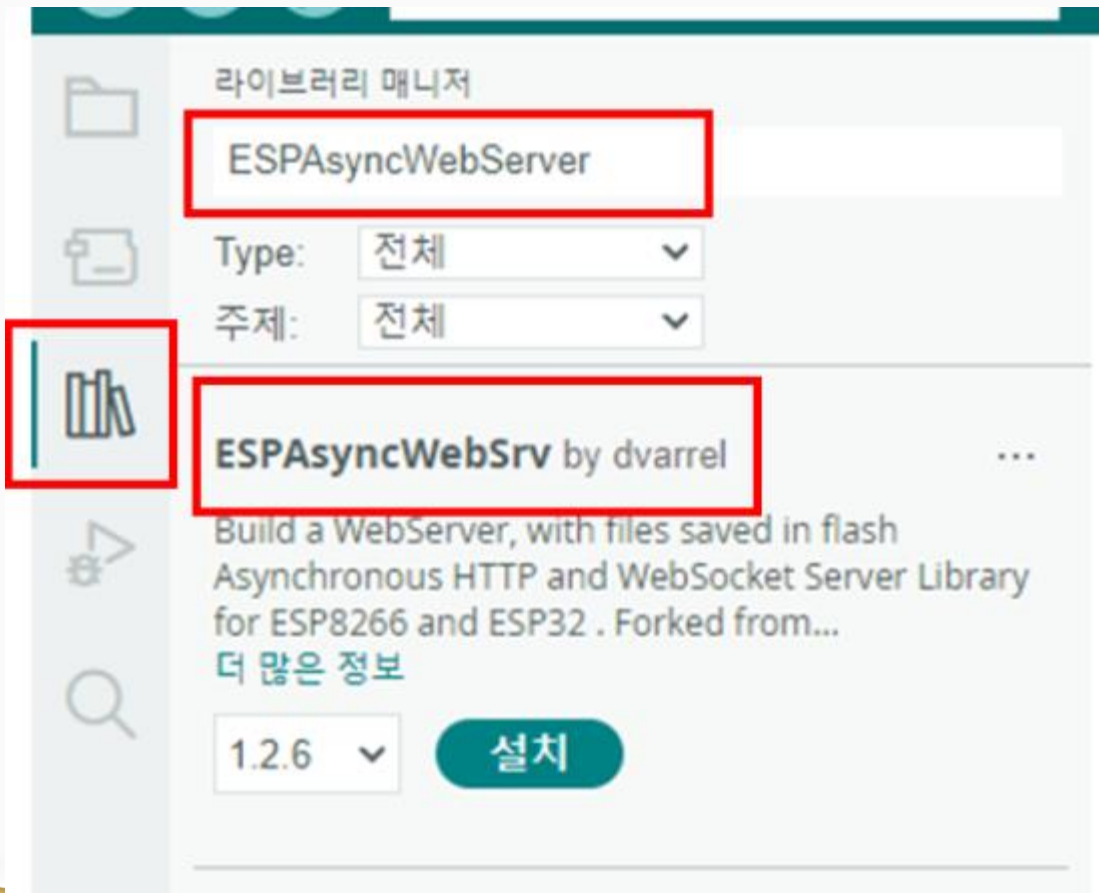 라이브러리 매니저
ESPAsyncWebServer
Type: 전체
주제: 전체
ESPAsyncWebSrv by dvarrel
Build a WebServer, with files saved in flash
Asynchronous HTTP and WebSocket Server Library
for ESP8266 and ESP32 . Forked from...
더 많은 정보
1.2.6 설치